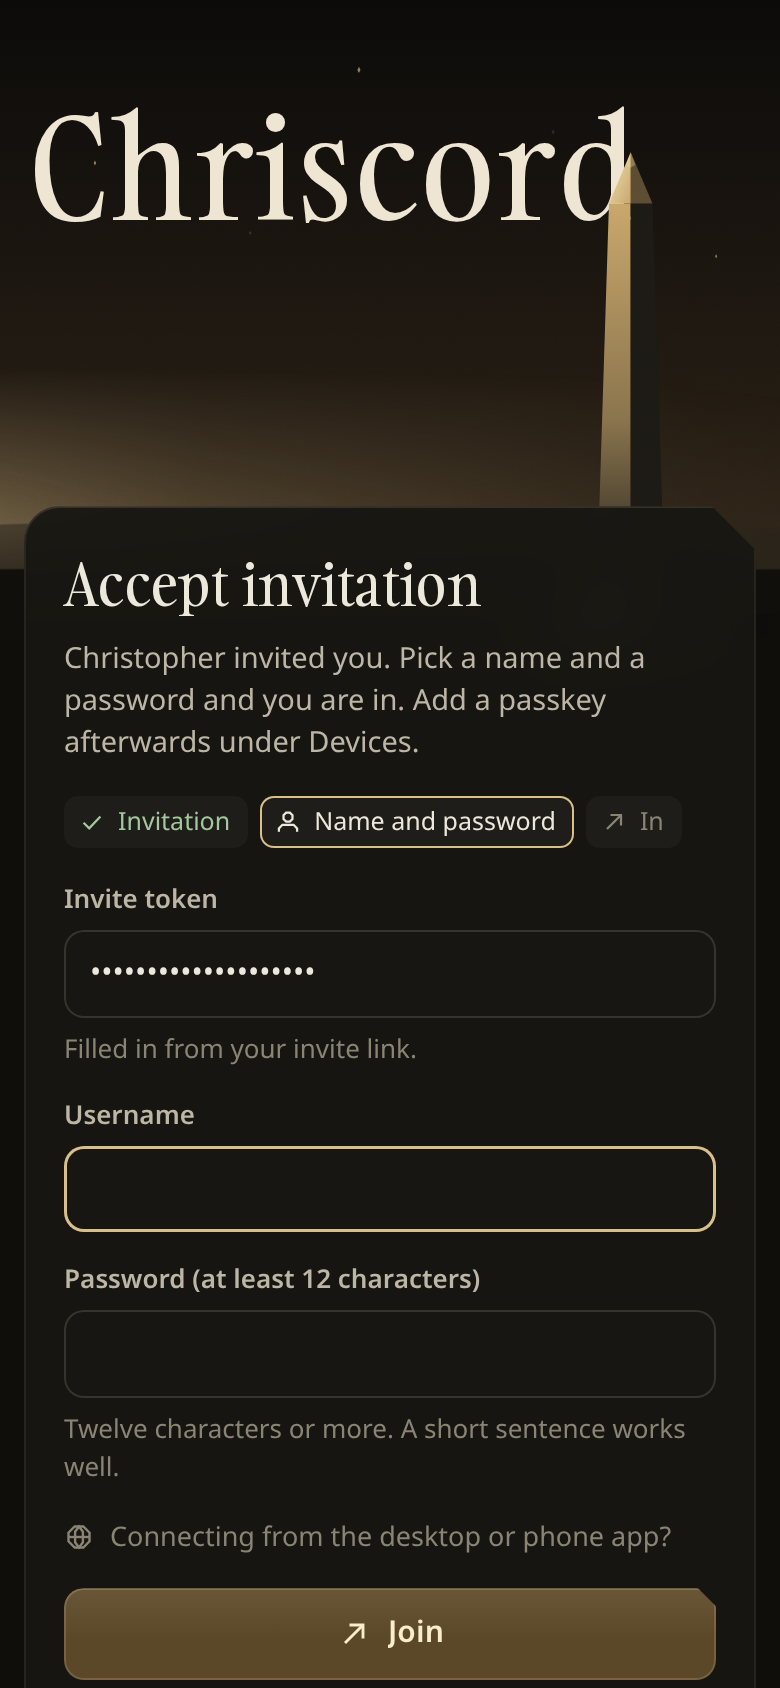 Chriscord
Accept invitation
Christopher invited you. Pick a name and a
password and you are in. Add a passkey
afterwards under Devices.
Invitation
Name and password
In
Invite token
••••••••••••••••••••
Filled in from your invite link.
Username
Password (at least 12 characters)
Twelve characters or more. A short sentence works
well.
Connecting from the desktop or phone app?
Join